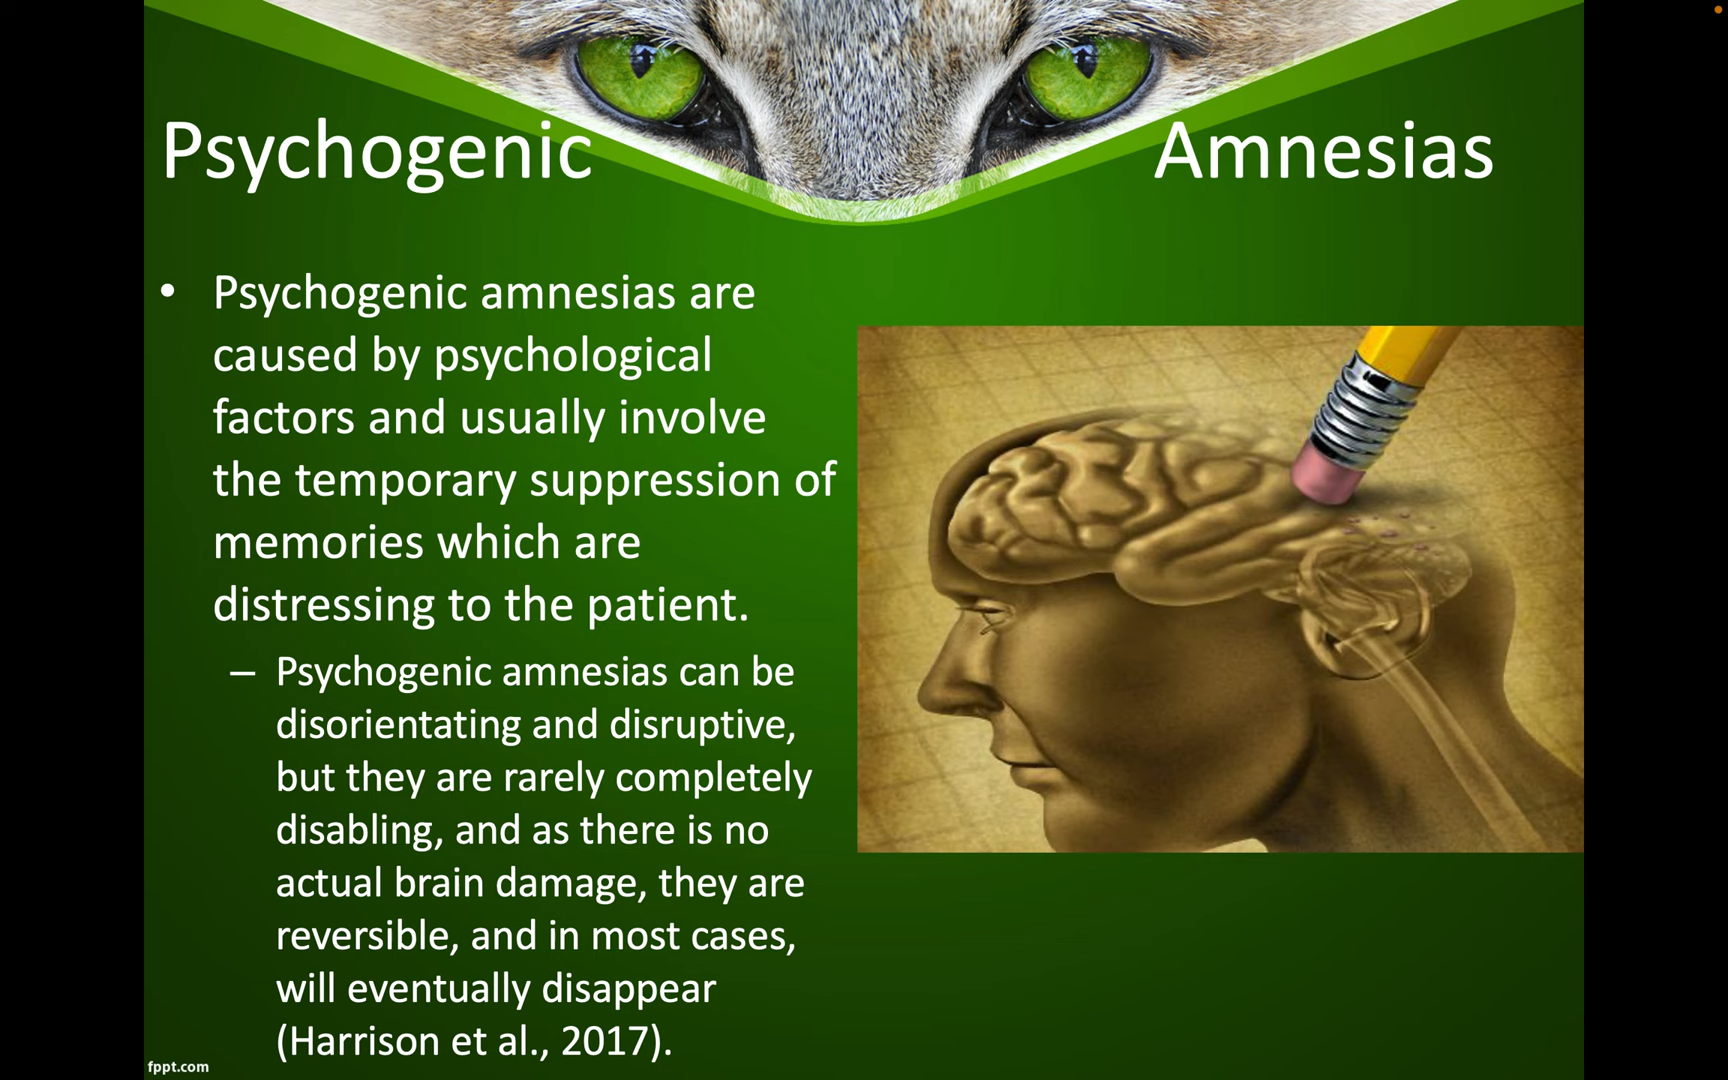 Psychogenic Amnesias
• Psychogenic amnesias are
caused by psychological
factors and usually involve
the temporary suppression of
memories which are
distressing to the patient.
– Psychogenic amnesias can be
disorientating and disruptive,
but they are rarely completely
disabling, and as there is no
actual brain damage, they are
reversible, and in most cases,
will eventually disappear
(Harrison et al., 2017).
fppt.com